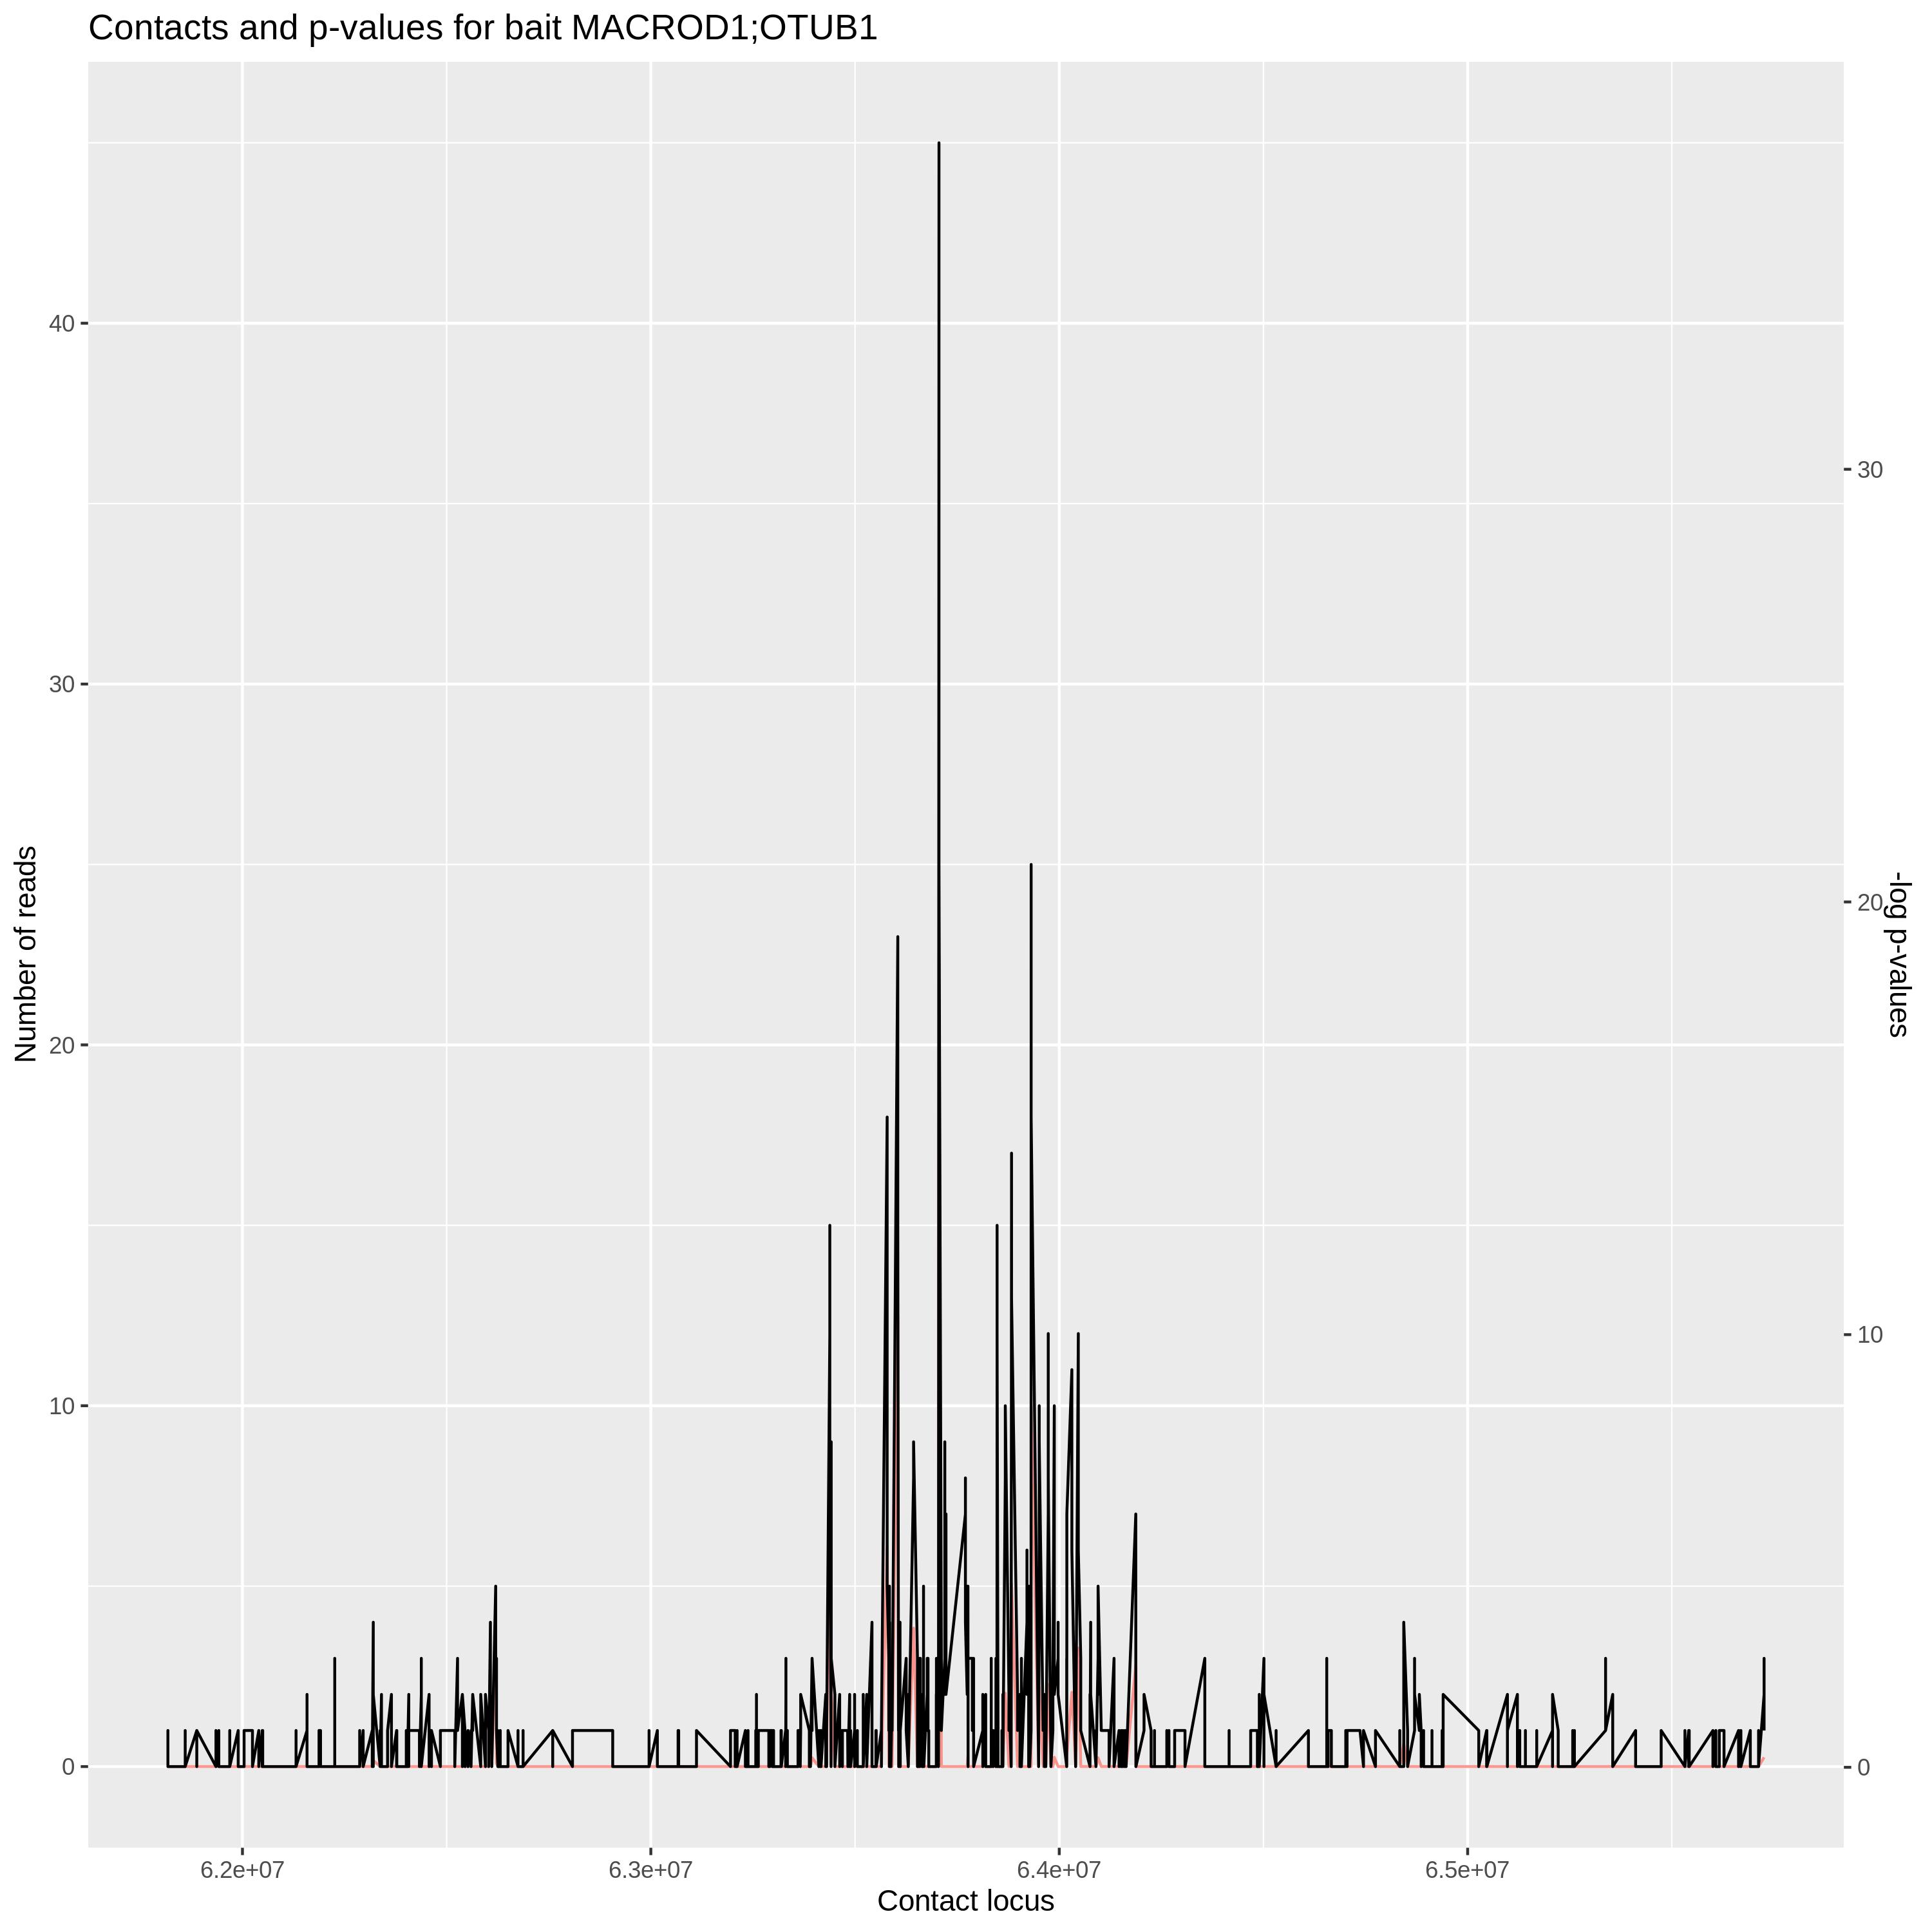 Contacts and p-values for bait MACROD1;OTUB1
40
30
20
10
0
Number of reads
30
20
10
0
-log p-values
6.2e+07
6.3e+07
6.4e+07
6.5e+07
Contact locus